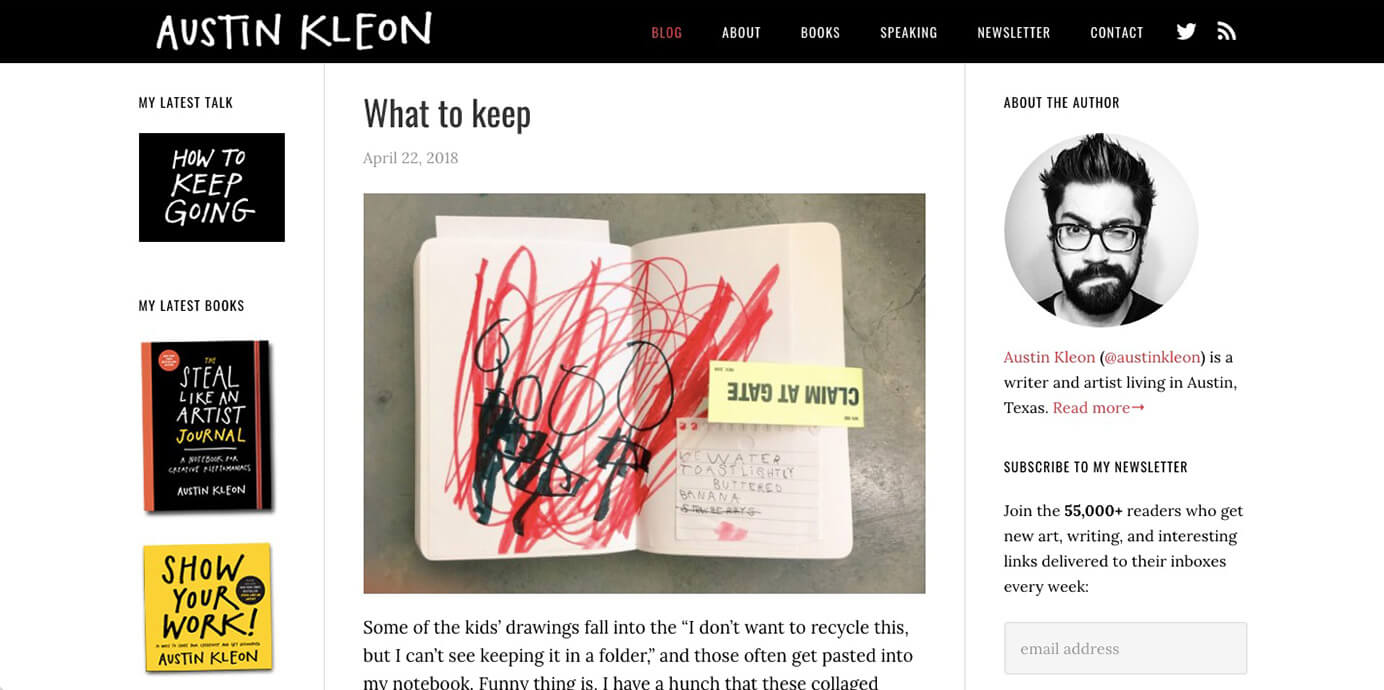 AUSTIN KLEON
BLOG ABOUT BOOKS SPEAKING NEWSLETTER CONTACT
MY LATEST TALK
HOW TO
KEEP
GOING
MY LATEST BOOKS
THE
STEAL
LIKE AN
ARTIST
JOURNAL
A NOTEBOOK FOR
CREATIVE KLEPTOMANIACS
AUSTIN KLEON
SHOW
YOUR
WORK!
AUSTIN KLEON
What to keep
April 22, 2018
CLAIM AT GATE
ICEWATER
TOAST LIGHTLY
BUTTERED
BANANA
Some of the kids’ drawings fall into the “I don’t want to recycle this,
but I can’t see keeping it in a folder,” and those often get pasted into
my notebook. Funny thing is, I have a hunch that these collaged
ABOUT THE AUTHOR
Austin Kleon (@austinkleon) is a
writer and artist living in Austin,
Texas. Read more→
SUBSCRIBE TO MY NEWSLETTER
Join the 55,000+ readers who get
new art, writing, and interesting
links delivered to their inboxes
every week:
email address